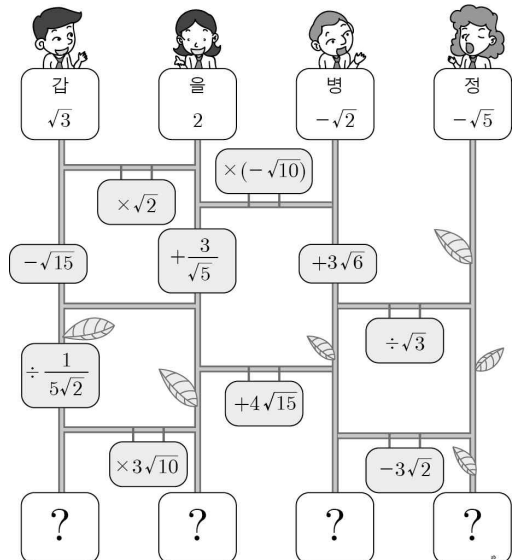 갑 을 병 정
√3 2 −√2 −√5
×(−√10)
×√2
−√15 +3/√5 +3√6
÷√3
÷1/(5√2)
+4√15
×3√10 −3√2
? ? ? ?